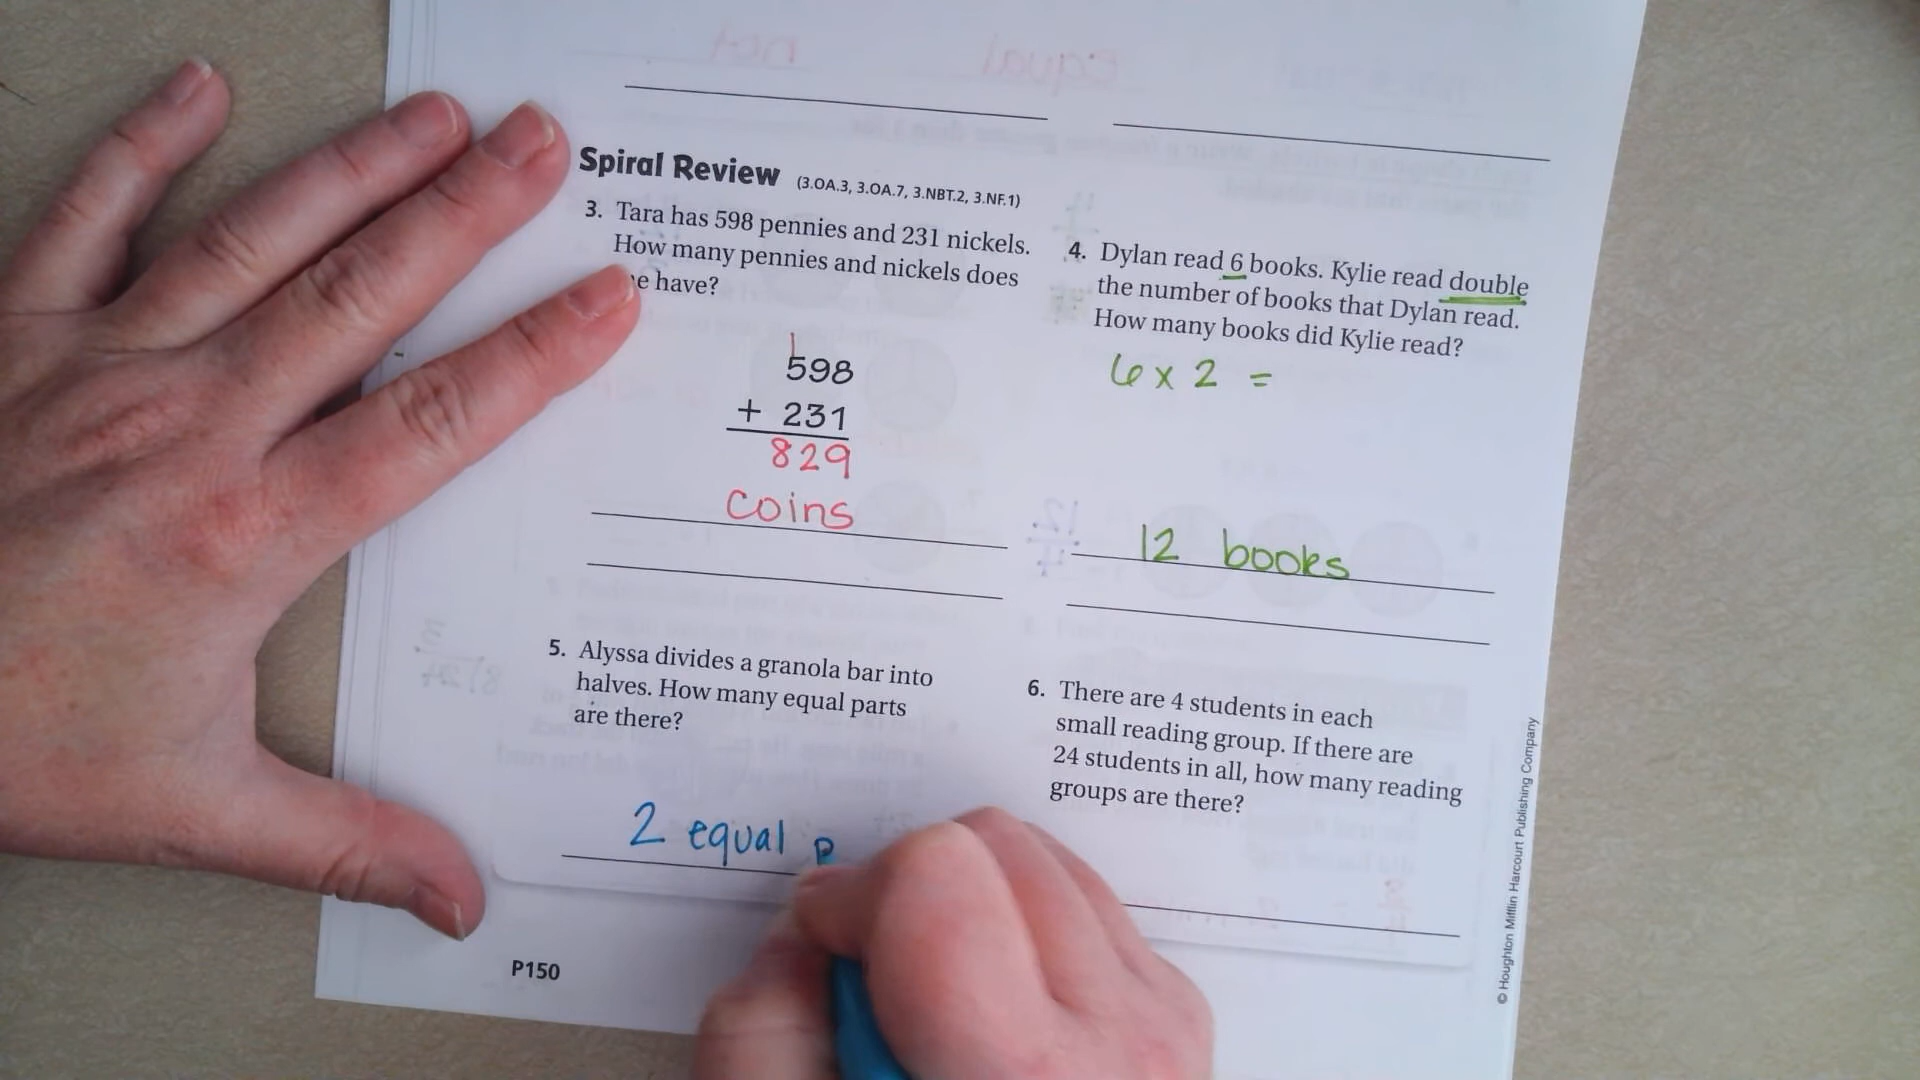 Spiral Review (3.OA.3, 3.OA.7, 3.NBT.2, 3.NF.1)
3. Tara has 598 pennies and 231 nickels.
How many pennies and nickels does
e have?
1
598
+ 231
829
coins
4. Dylan read 6 books. Kylie read double
the number of books that Dylan read.
How many books did Kylie read?
6 x 2 =
12 books
5. Alyssa divides a granola bar into
halves. How many equal parts
are there?
2 equal p
6. There are 4 students in each
small reading group. If there are
24 students in all, how many reading
groups are there?
P150
© Houghton Mifflin Harcourt Publishing Company